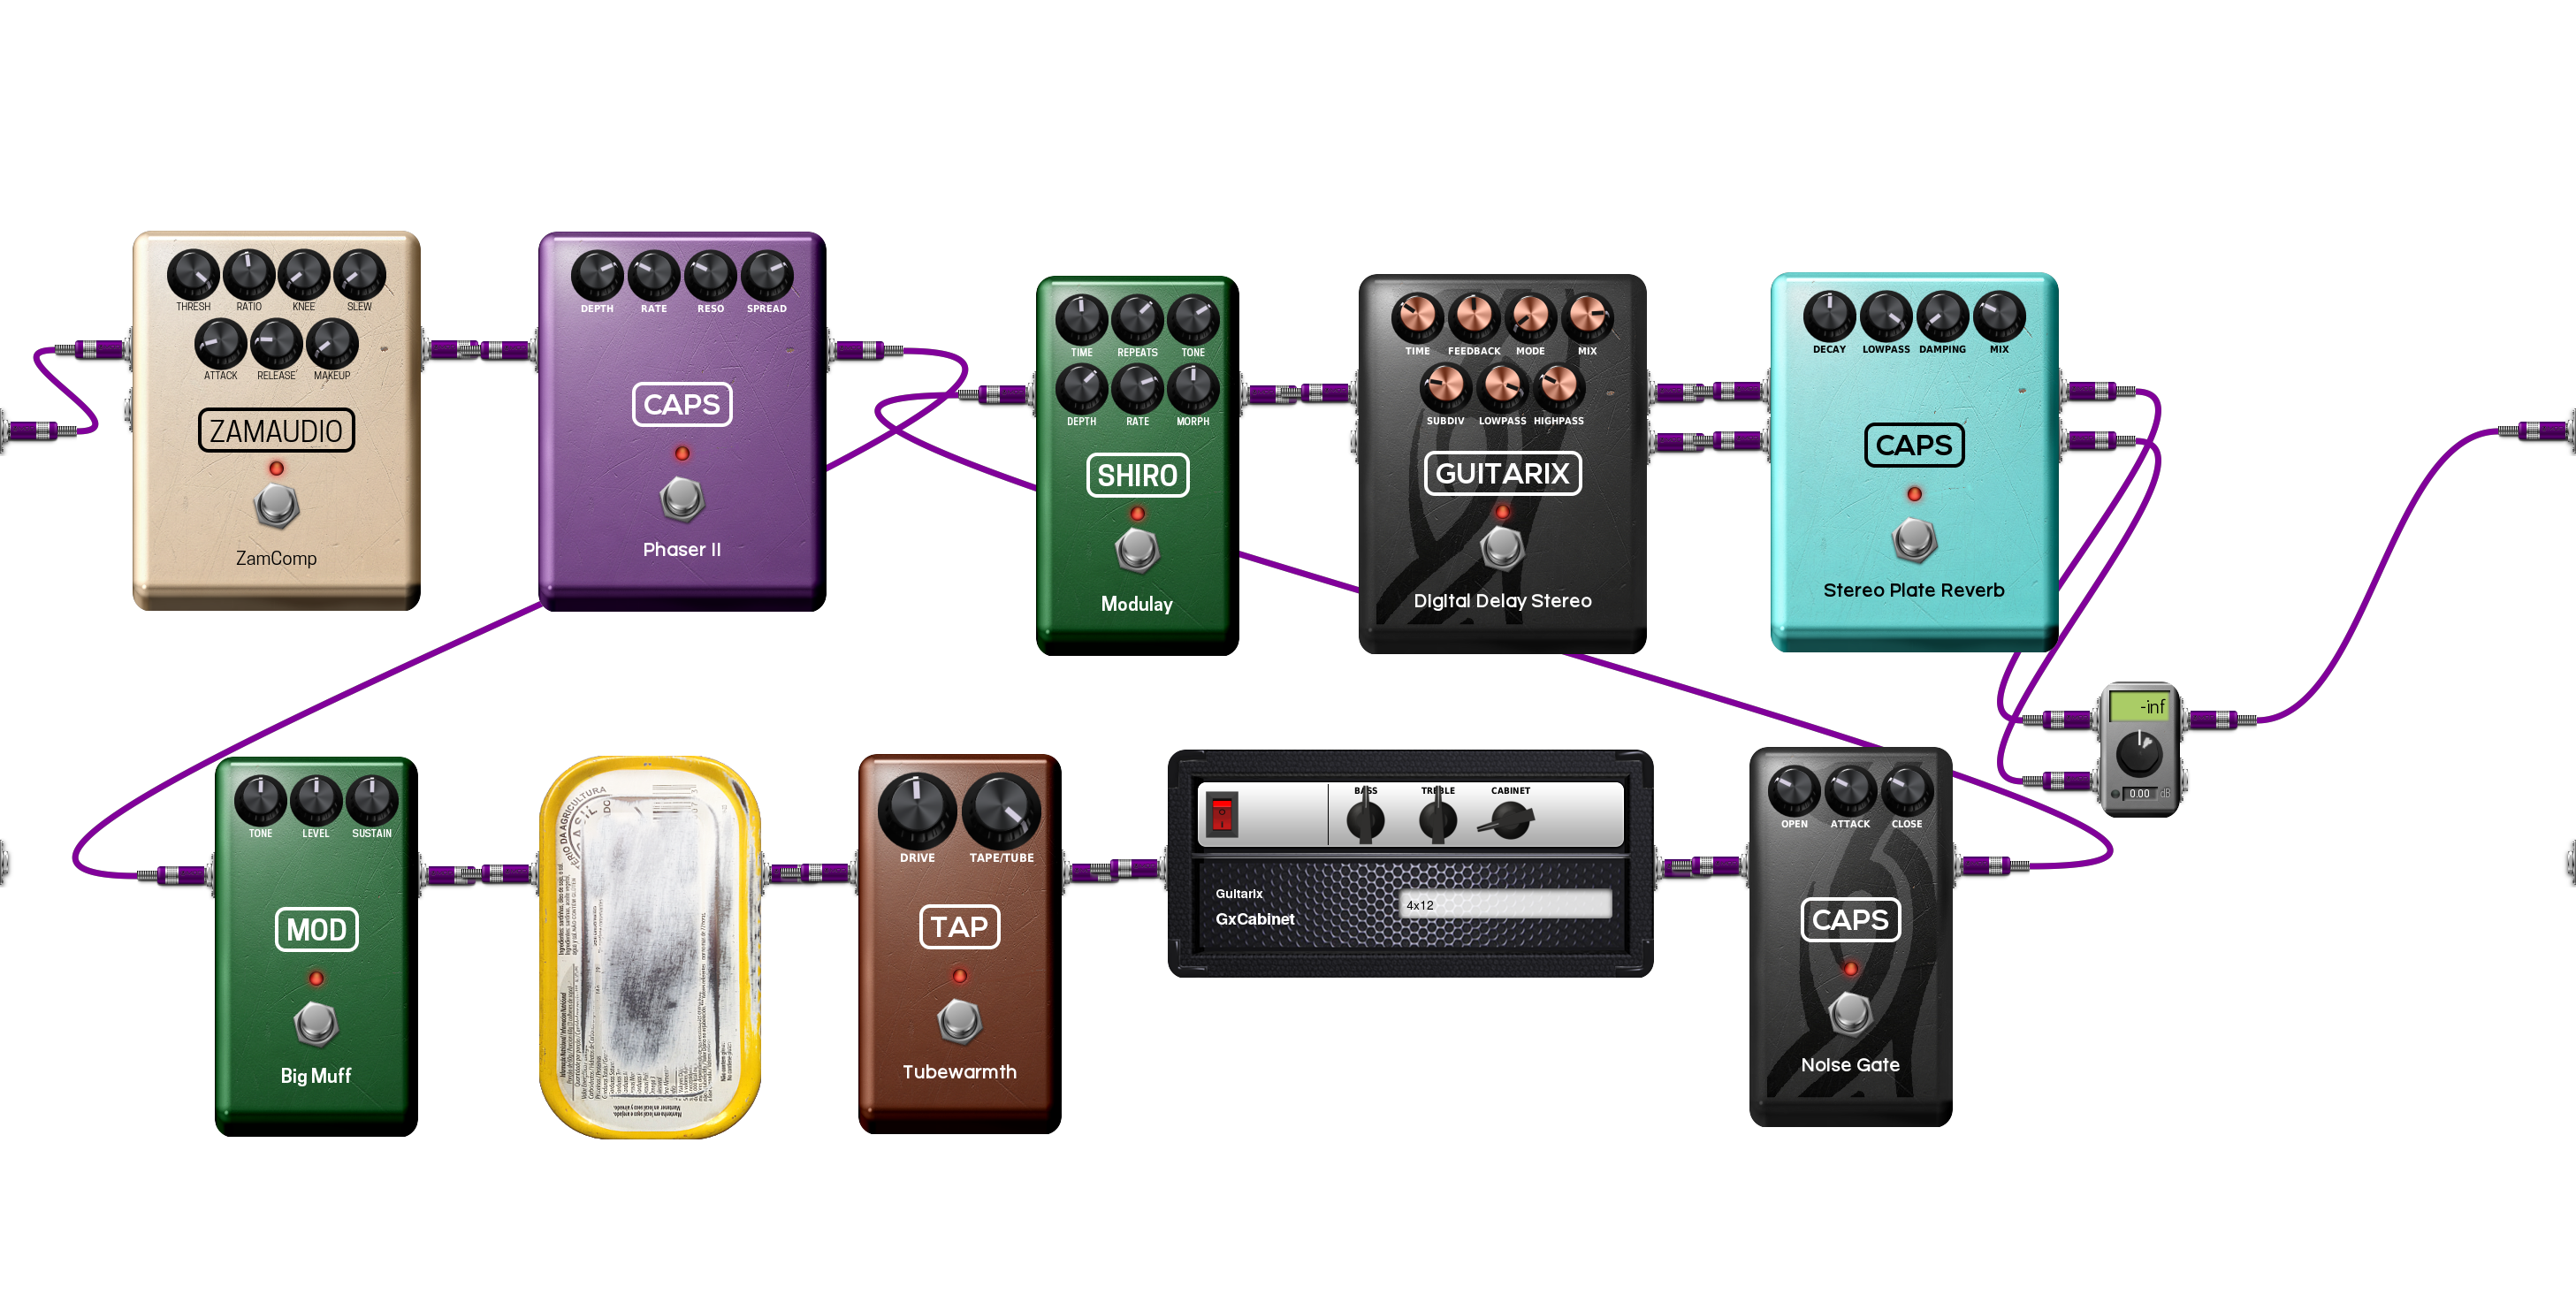 THRESH RATIO KNEE SLEW
ATTACK RELEASE MAKEUP
ZAMAUDIO
ZamComp
DEPTH RATE RESO SPREAD
CAPS
Phaser II
TIME REPEATS TONE
DEPTH RATE MORPH
SHIRO
Modulay
TIME FEEDBACK MODE MIX
SUBDIV LOWPASS HIGHPASS
GUITARIX
Digital Delay Stereo
DECAY LOWPASS DAMPING MIX
CAPS
Stereo Plate Reverb
-inf
0.00 dB
TONE LEVEL SUSTAIN
MOD
Big Muff
DRIVE TAPE/TUBE
TAP
Tubewarmth
BASS TREBLE CABINET
Guitarix
GxCabinet
4x12
OPEN ATTACK CLOSE
CAPS
Noise Gate